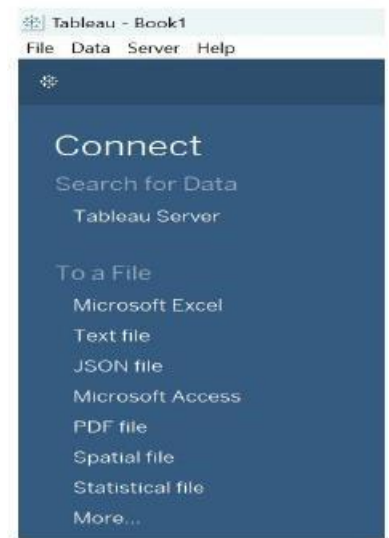 Tableau - Book1
File Data Server Help
Connect
Search for Data
Tableau Server
To a File
Microsoft Excel
Text file
JSON file
Microsoft Access
PDF file
Spatial file
Statistical file
More...